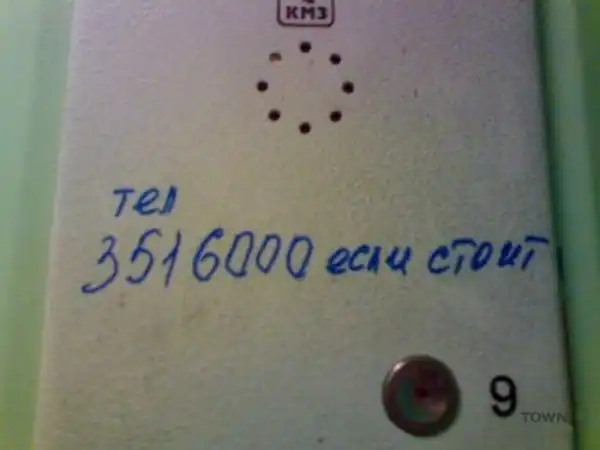 КМЗ
тел
3516000 если стоит
9
TOWN